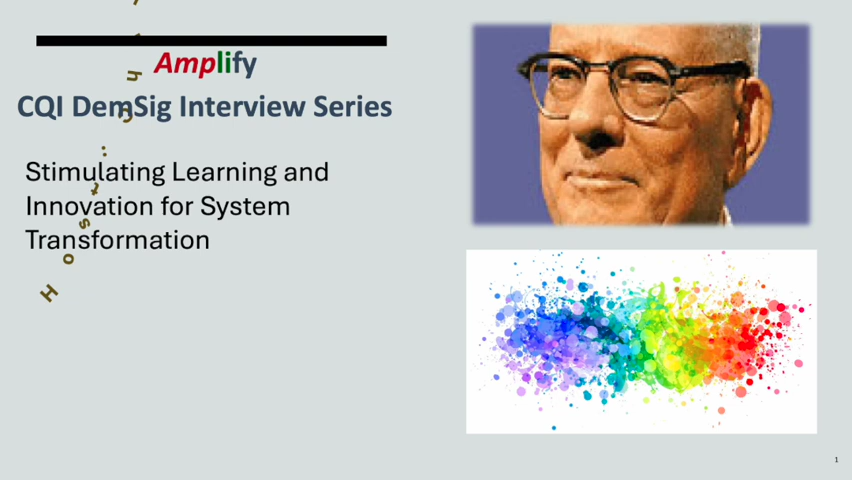 Amplify
CQI DemSig Interview Series
Stimulating Learning and
Innovation for System
Transformation
1